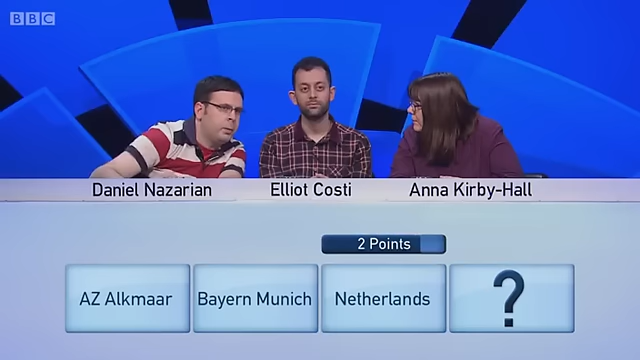 BBC
Daniel Nazarian
Elliot Costi
Anna Kirby-Hall
2 Points
AZ Alkmaar
Bayern Munich
Netherlands
?